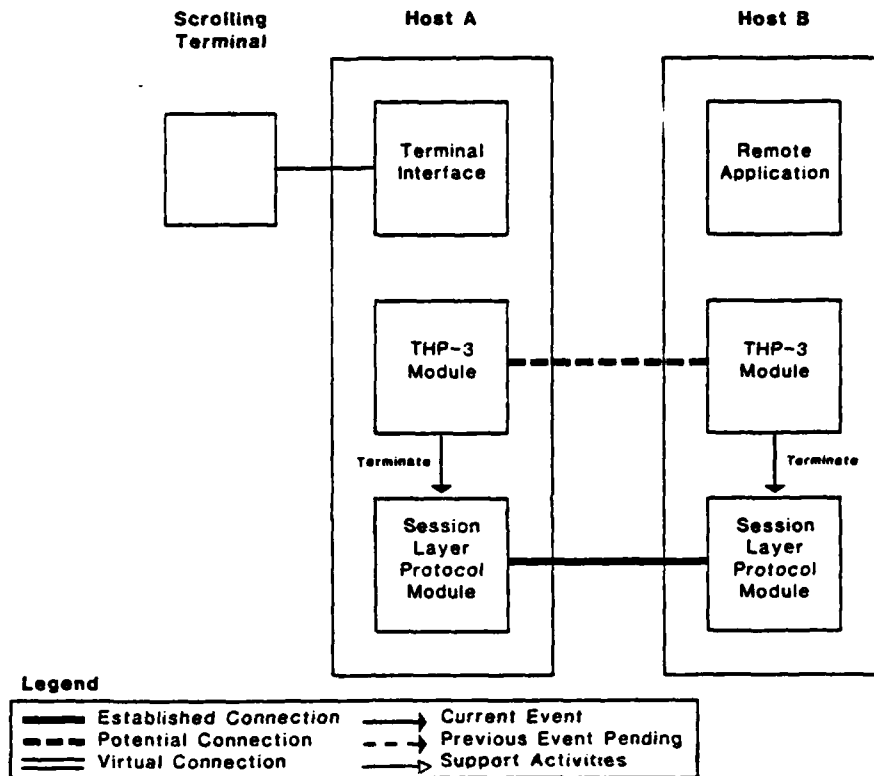 Scrolling
Terminal
Host A
Host B
Terminal
Interface
Remote
Application
THP-3
Module
THP-3
Module
Terminate
Terminate
Session
Layer
Protocol
Module
Session
Layer
Protocol
Module
Legend
Established Connection
Current Event
Potential Connection
Previous Event Pending
Virtual Connection
Support Activities